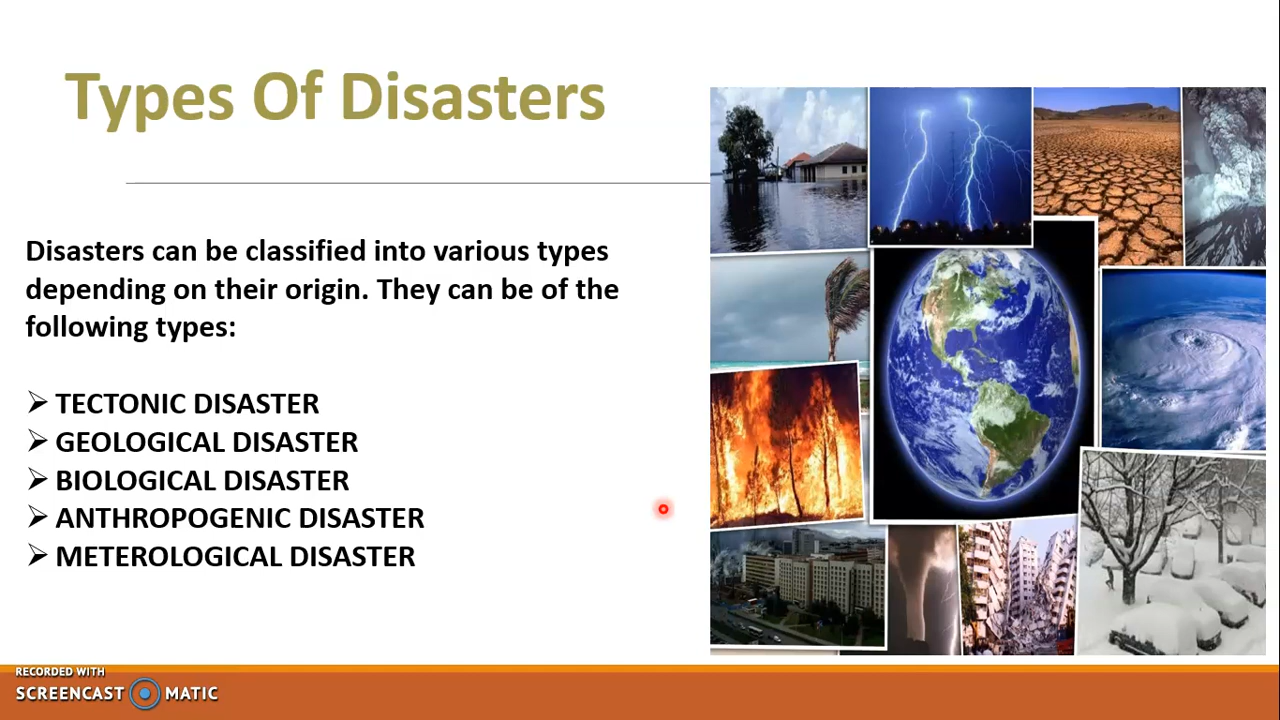 Types Of Disasters
Disasters can be classified into various types
depending on their origin. They can be of the
following types:
➢ TECTONIC DISASTER
➢ GEOLOGICAL DISASTER
➢ BIOLOGICAL DISASTER
➢ ANTHROPOGENIC DISASTER
➢ METEROLOGICAL DISASTER
RECORDED WITH
SCREENCAST MATIC